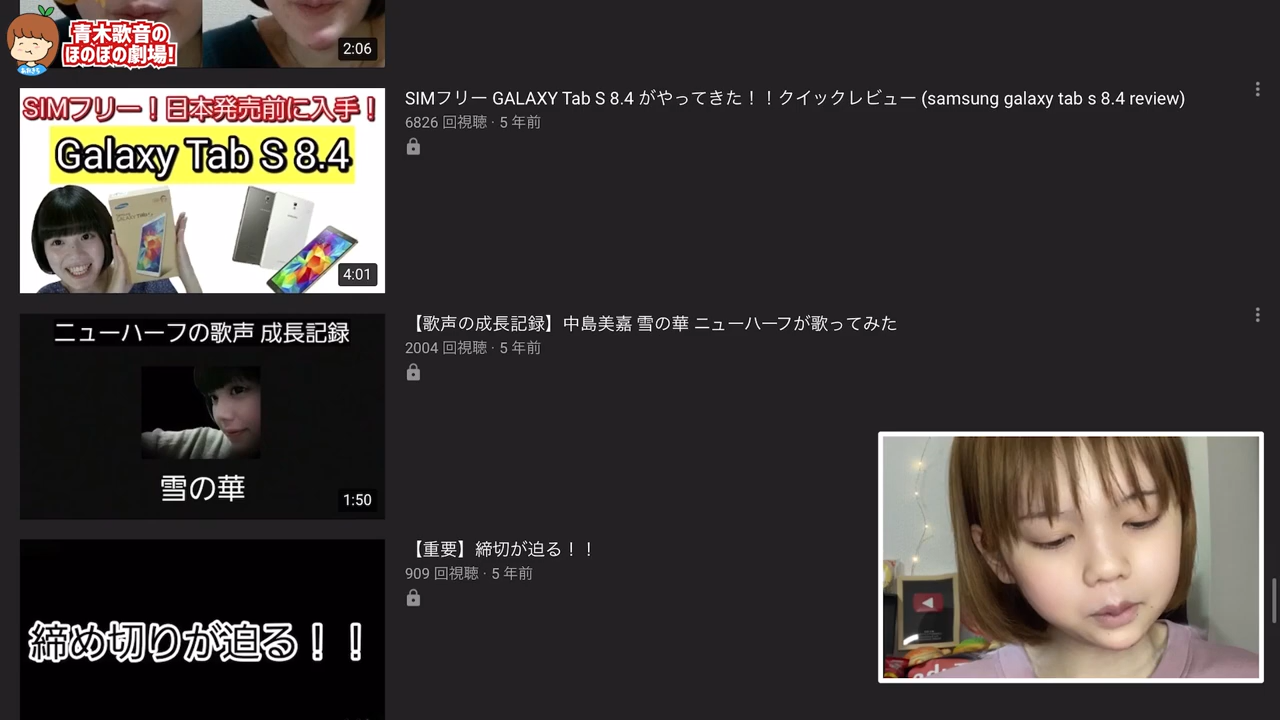 青木歌音の
ほのぼの劇場!
2:06
SIMフリー！日本発売前に入手！
Galaxy Tab S 8.4
4:01
SIMフリー GALAXY Tab S 8.4 がやってきた！！クイックレビュー (samsung galaxy tab s 8.4 review)
6826 回視聴 · 5 年前
ニューハーフの歌声 成長記録
雪の華
1:50
【歌声の成長記録】中島美嘉 雪の華 ニューハーフが歌ってみた
2004 回視聴 · 5 年前
締め切りが迫る！！
【重要】締切が迫る！！
909 回視聴 · 5 年前